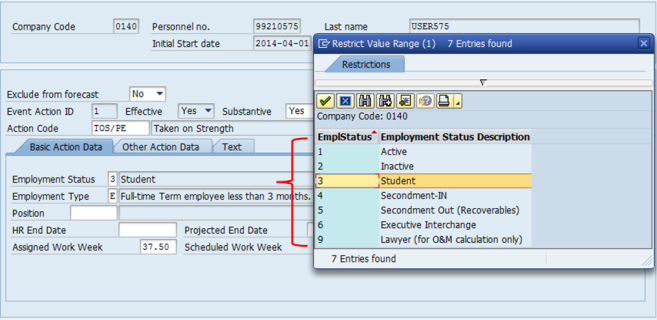 Company Code 0140 Personnel no. 99210575 Last name USER575
Initial Start date 2014-04-01
Exclude from forecast No
Event Action ID 1 Effective Yes Substantive Yes
Action Code TOS/PE Taken on Strength
Basic Action Data Other Action Data Text
Employment Status 3 Student
Employment Type E Full-time Term employee less than 3 months.
Position
HR End Date Projected End Date
Assigned Work Week 37.50 Scheduled Work Week
Restrict Value Range (1) 7 Entries found
Restrictions
Company Code: 0140
EmplStatus Employment Status Description
1 Active
2 Inactive
3 Student
4 Secondment-IN
5 Secondment Out (Recoverables)
6 Executive Interchange
9 Lawyer (for O&M calculation only)
7 Entries found